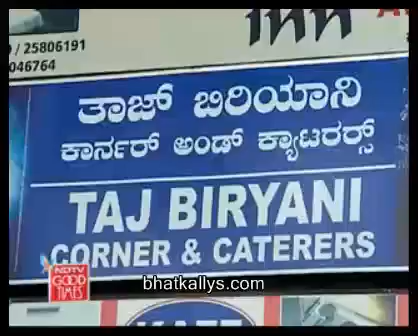 / 25806191
046764
ತಾಜ್ ಬಿರಿಯಾನಿ
ಕಾರ್ನರ್ ಅಂಡ್ ಕ್ಯಾಟರರ್ಸ್
TAJ BIRYANI
CORNER & CATERERS
NDTV
GOOD
TIMES
bhatkallys.com